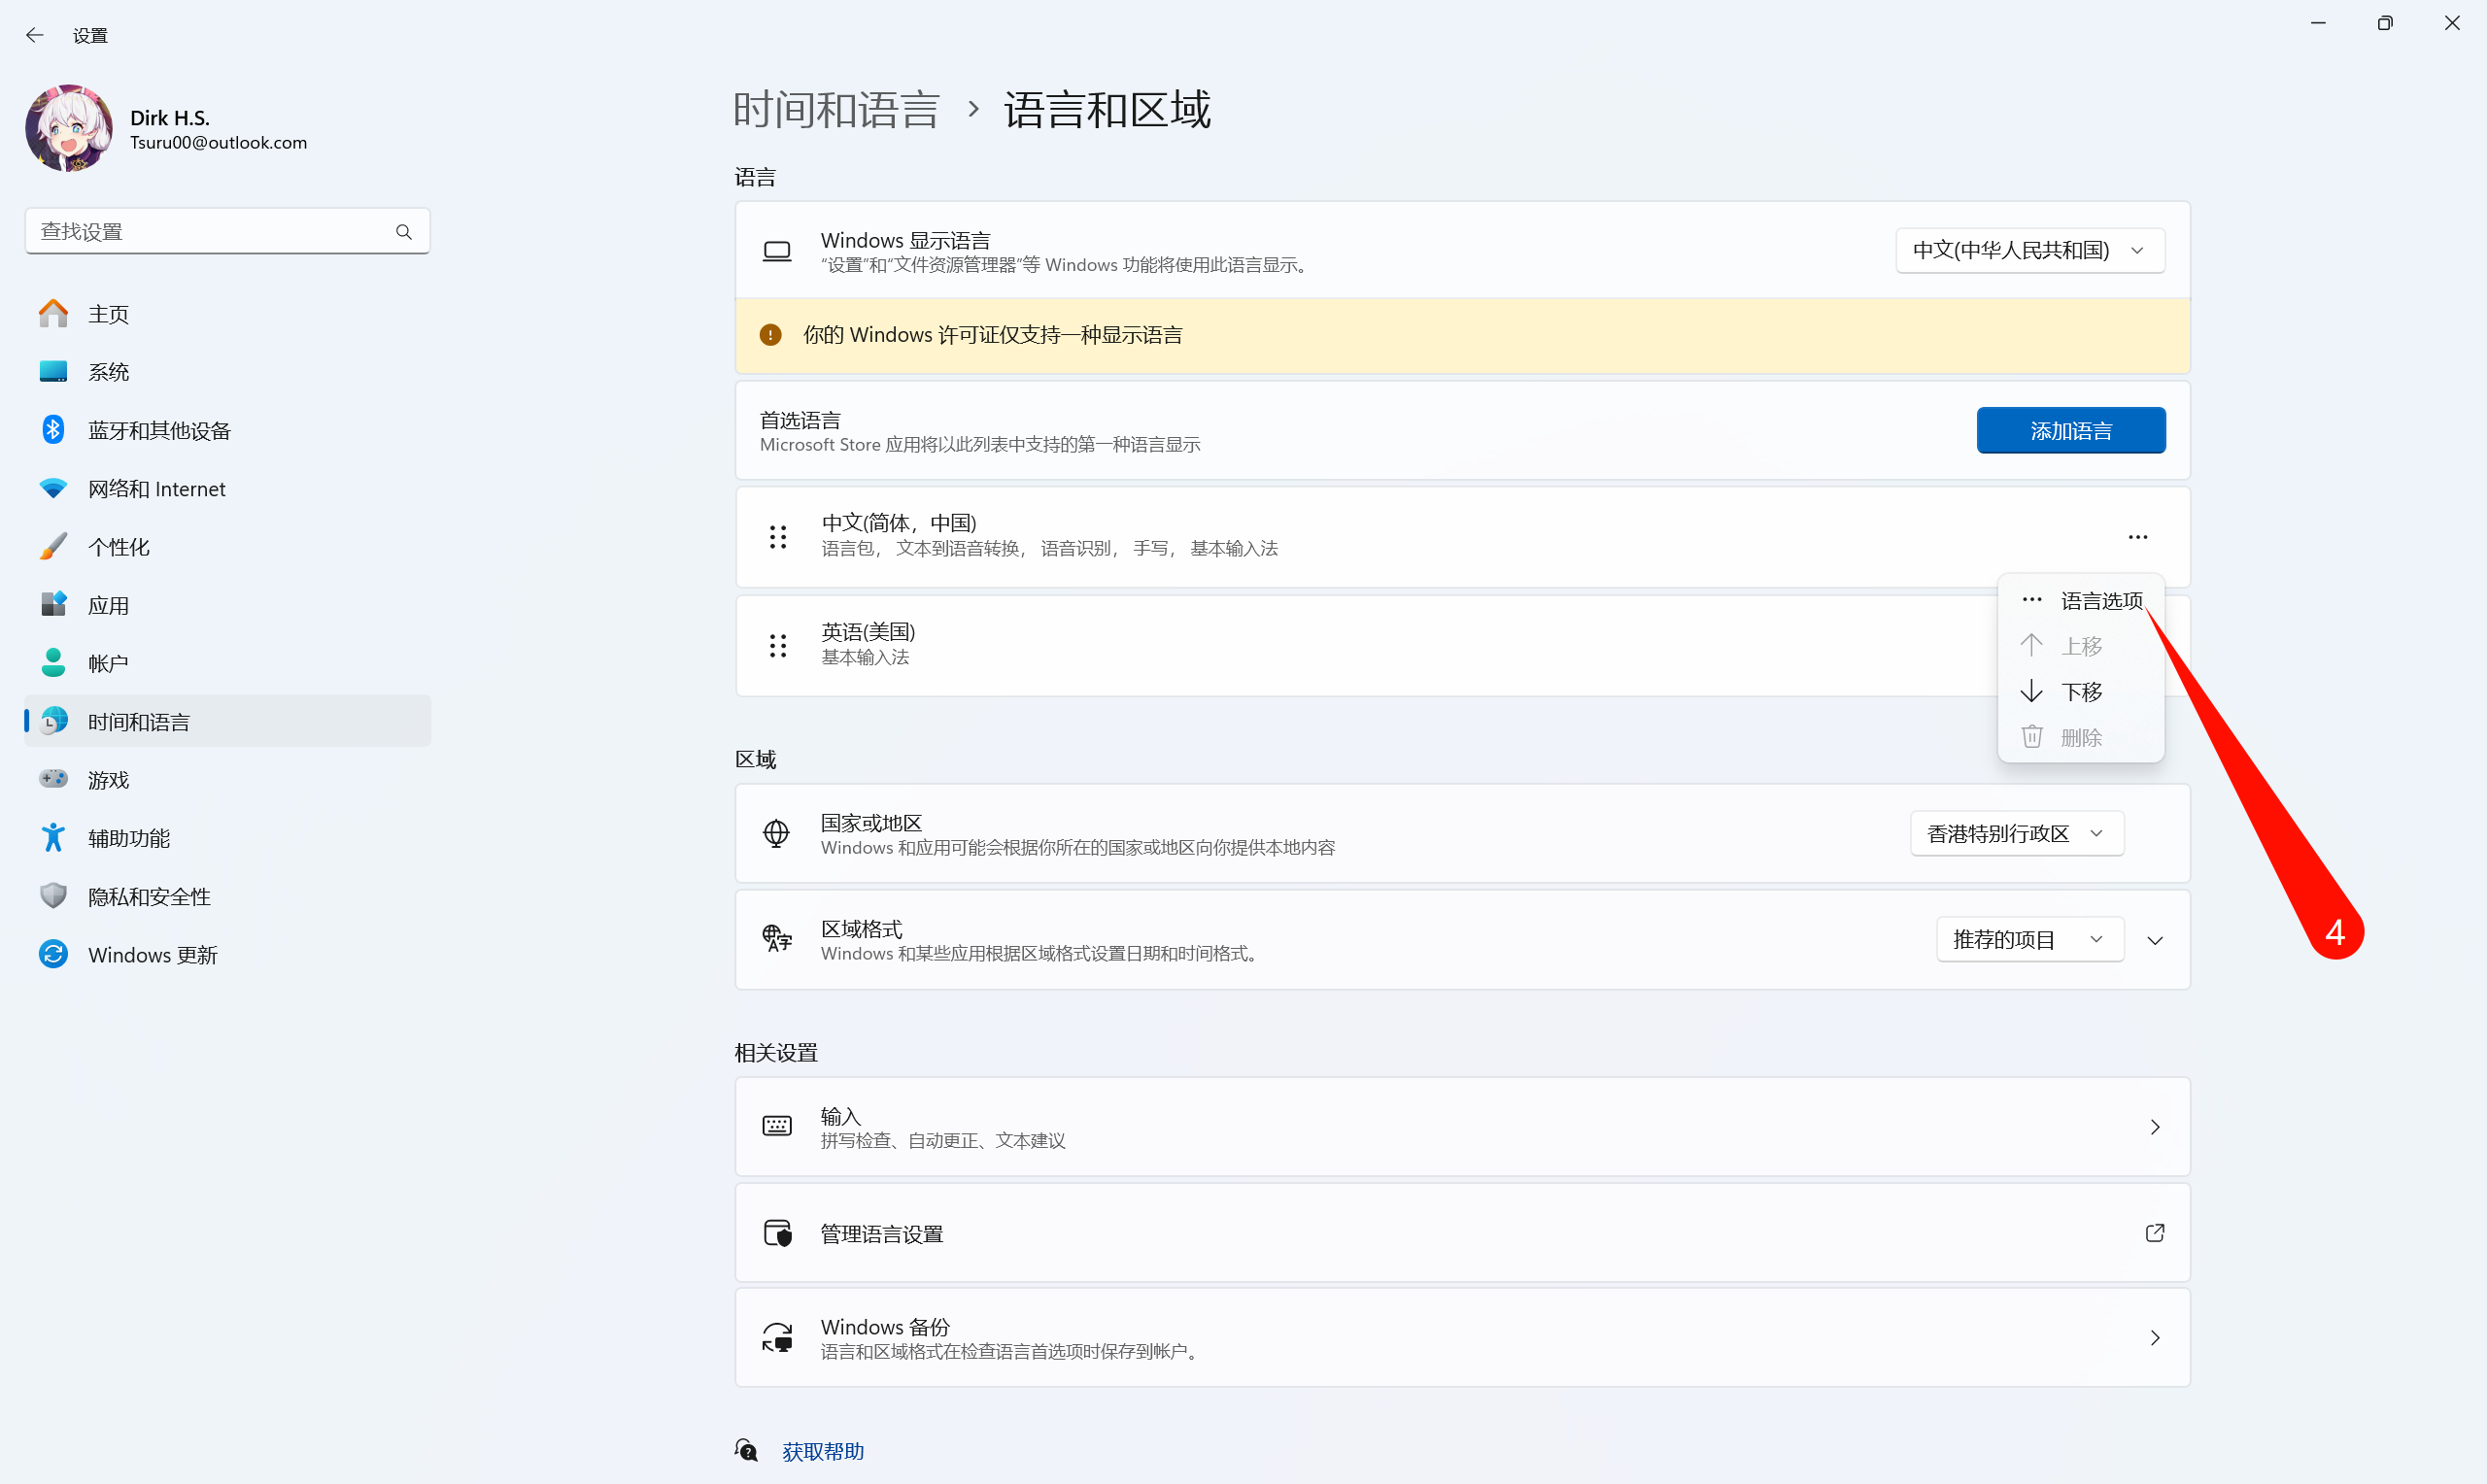 设置
Dirk H.S.
Tsuru00@outlook.com
查找设置
主页
系统
蓝牙和其他设备
网络和 Internet
个性化
应用
帐户
时间和语言
游戏
辅助功能
隐私和安全性
Windows 更新
时间和语言 › 语言和区域
语言
Windows 显示语言
“设置”和“文件资源管理器”等 Windows 功能将使用此语言显示。
中文(中华人民共和国)
你的 Windows 许可证仅支持一种显示语言
首选语言
Microsoft Store 应用将以此列表中支持的第一种语言显示
添加语言
中文(简体，中国)
语言包， 文本到语音转换， 语音识别， 手写， 基本输入法
英语(美国)
基本输入法
语言选项
上移
下移
删除
4
区域
国家或地区
Windows 和应用可能会根据你所在的国家或地区向你提供本地内容
香港特别行政区
区域格式
Windows 和某些应用根据区域格式设置日期和时间格式。
推荐的项目
相关设置
输入
拼写检查、自动更正、文本建议
管理语言设置
Windows 备份
语言和区域格式在检查语言首选项时保存到帐户。
获取帮助